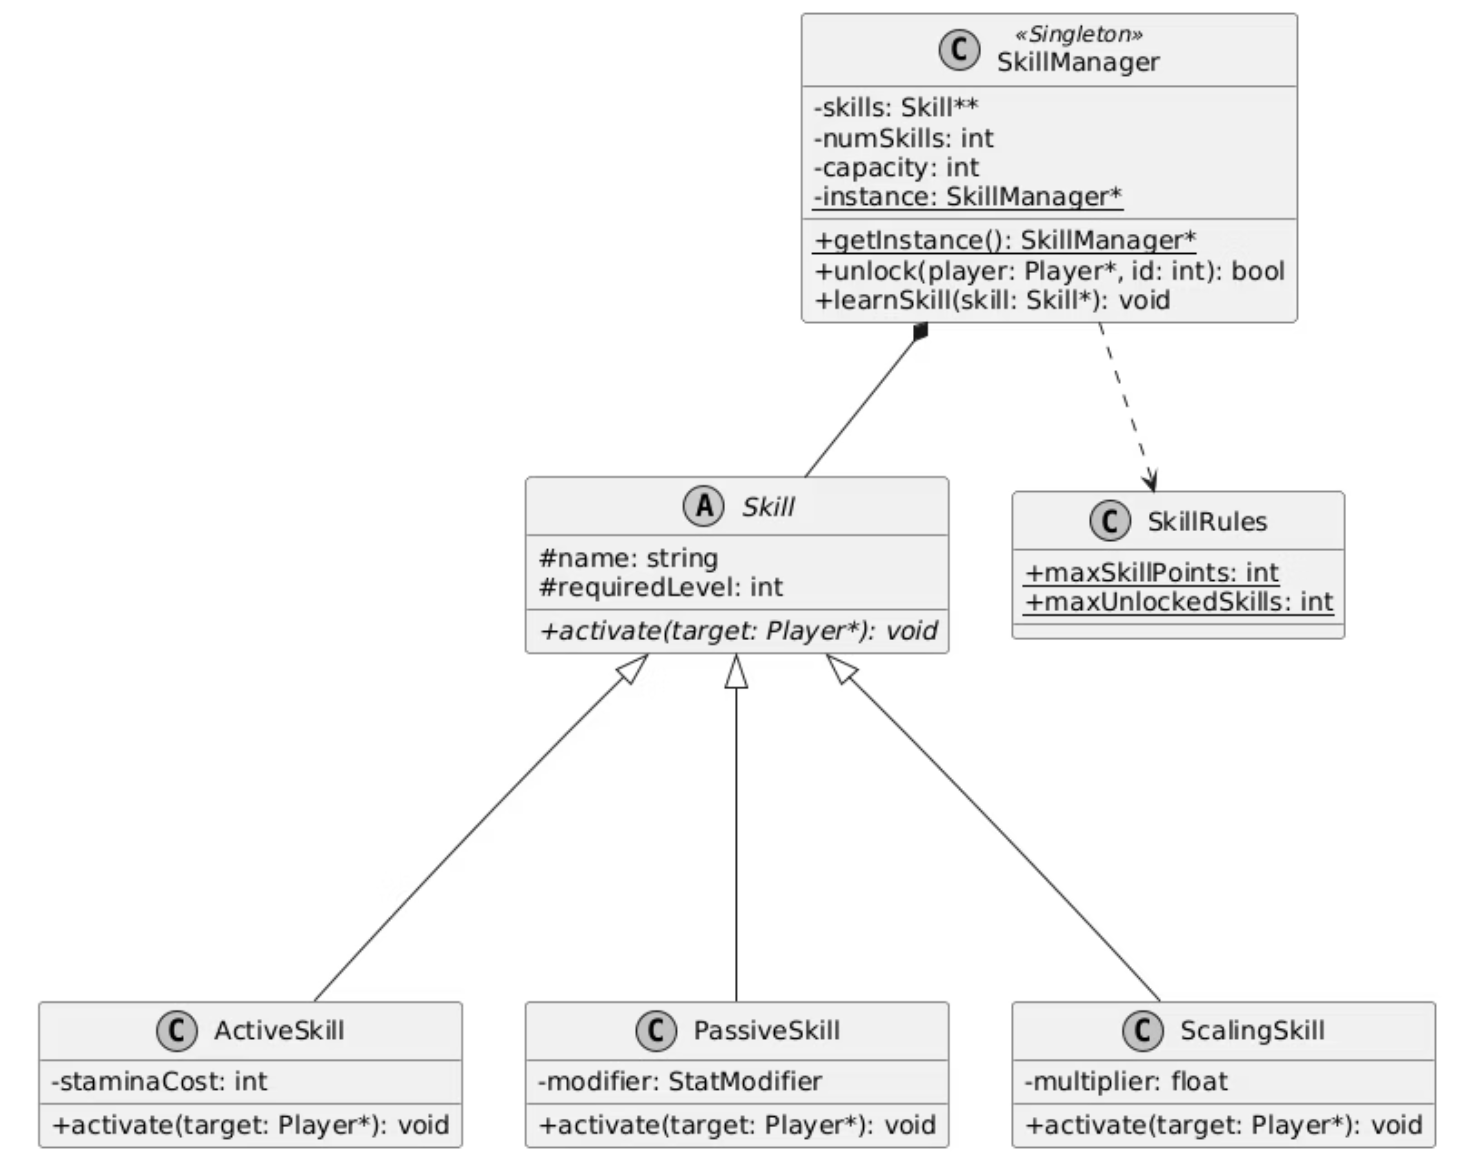 «Singleton»
C SkillManager
-skills: Skill**
-numSkills: int
-capacity: int
-instance: SkillManager*
+getInstance(): SkillManager*
+unlock(player: Player*, id: int): bool
+learnSkill(skill: Skill*): void
A Skill
#name: string
#requiredLevel: int
+activate(target: Player*): void
C SkillRules
+maxSkillPoints: int
+maxUnlockedSkills: int
C ActiveSkill
-staminaCost: int
+activate(target: Player*): void
C PassiveSkill
-modifier: StatModifier
+activate(target: Player*): void
C ScalingSkill
-multiplier: float
+activate(target: Player*): void